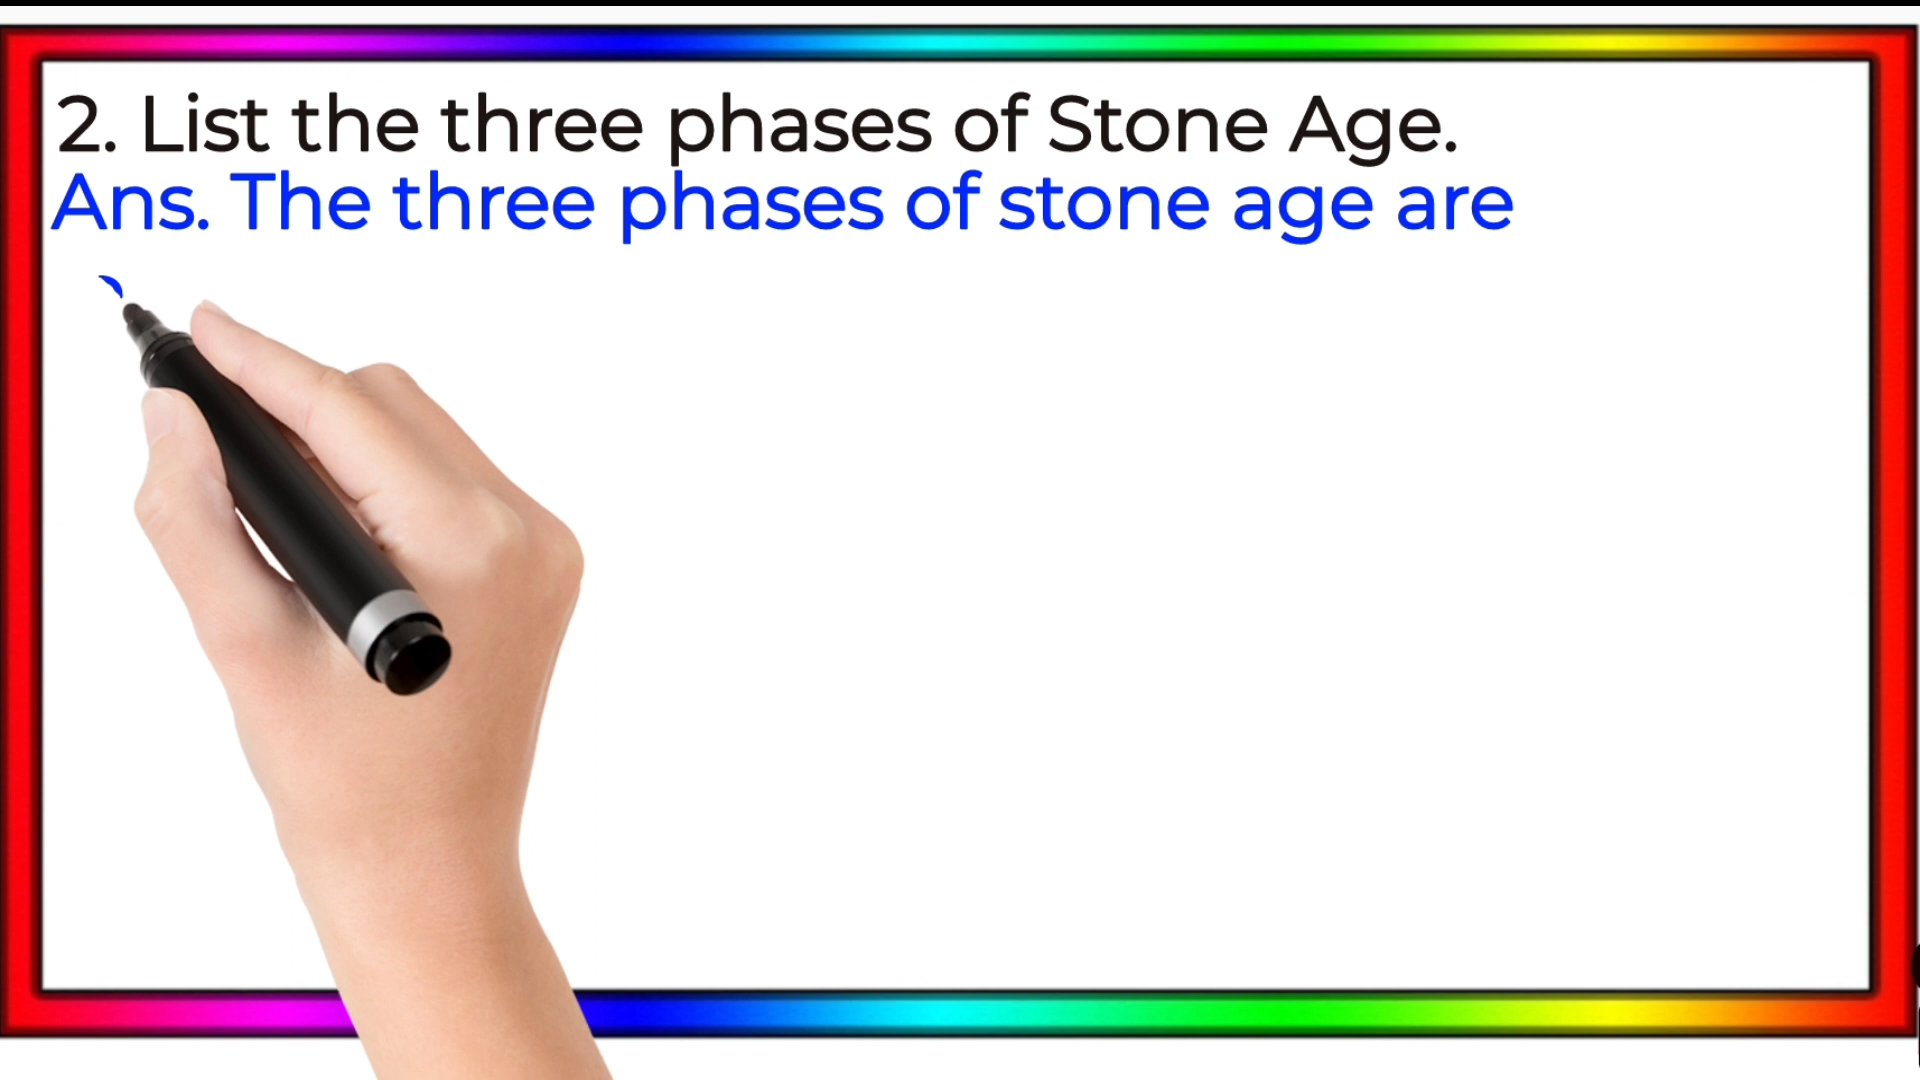 2. List the three phases of Stone Age.
Ans. The three phases of stone age are